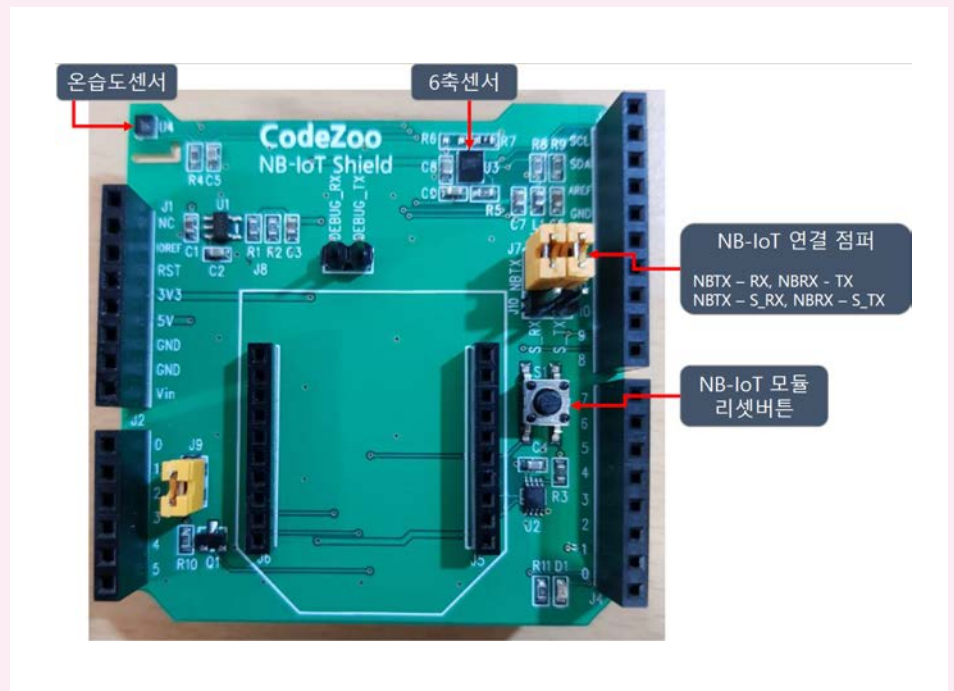 온습도센서
6축센서
U4
CodeZoo
NB-IoT Shield
R4 C5
U1
R6
R7
C8
U3
R8 R9
R5
C7
SCL
SDA
AREF
GND
DEBUG_RX
DEBUG_TX
J1
NC
IOREF
RST
3V3
5V
GND
GND
Vin
C1
C2
R1 R2 C3
J8
J7
J10
NBTX
S_RX
S_TX
10
9
8
NB-IoT 연결 점퍼
NBTX – RX, NBRX - TX
NBTX – S_RX, NBRX – S_TX
S1
NB-IoT 모듈
리셋버튼
7
6
5
4
3
2
1
0
J2
0
1
2
3
4
5
J9
R10
Q1
J6
J5
R3
U2
R11 D1
J4